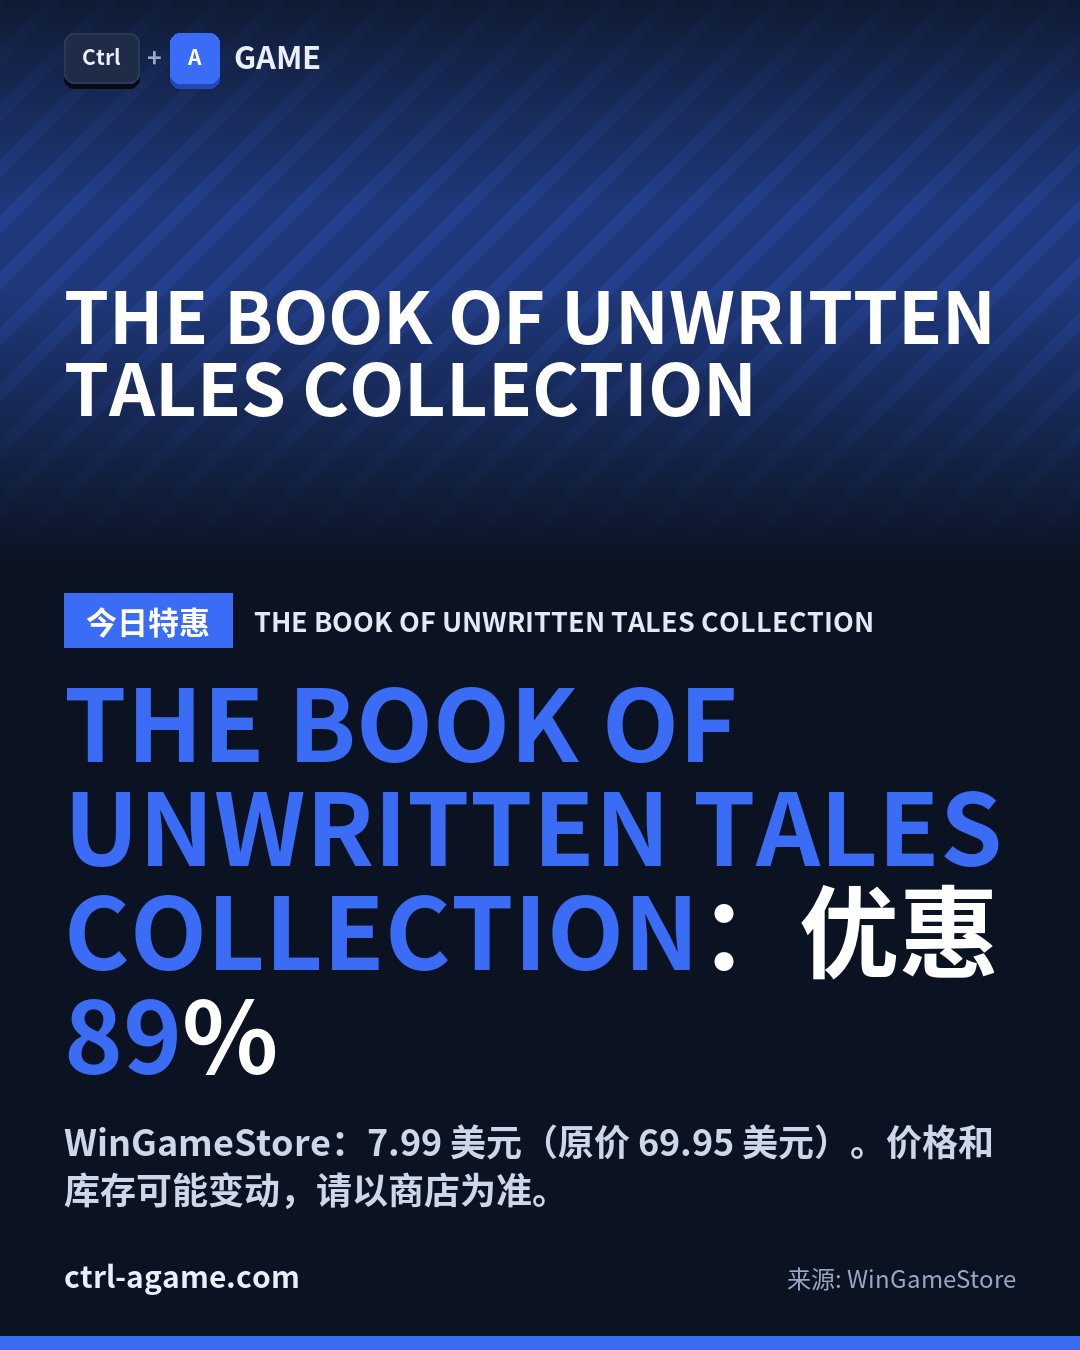 Ctrl + A GAME
THE BOOK OF UNWRITTEN
TALES COLLECTION
今日特惠 THE BOOK OF UNWRITTEN TALES COLLECTION
THE BOOK OF
UNWRITTEN TALES
COLLECTION：优惠
89%
WinGameStore：7.99 美元（原价 69.95 美元）。价格和
库存可能变动，请以商店为准。
ctrl-agame.com 来源: WinGameStore